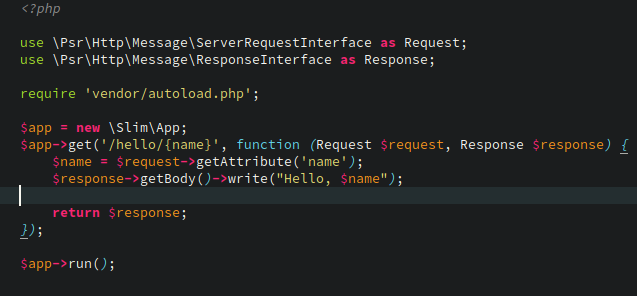 <?php
use \Psr\Http\Message\ServerRequestInterface as Request;
use \Psr\Http\Message\ResponseInterface as Response;
require 'vendor/autoload.php';
$app = new \Slim\App;
$app->get('/hello/{name}', function (Request $request, Response $response) {
    $name = $request->getAttribute('name');
    $response->getBody()->write("Hello, $name");
    return $response;
});
$app->run();